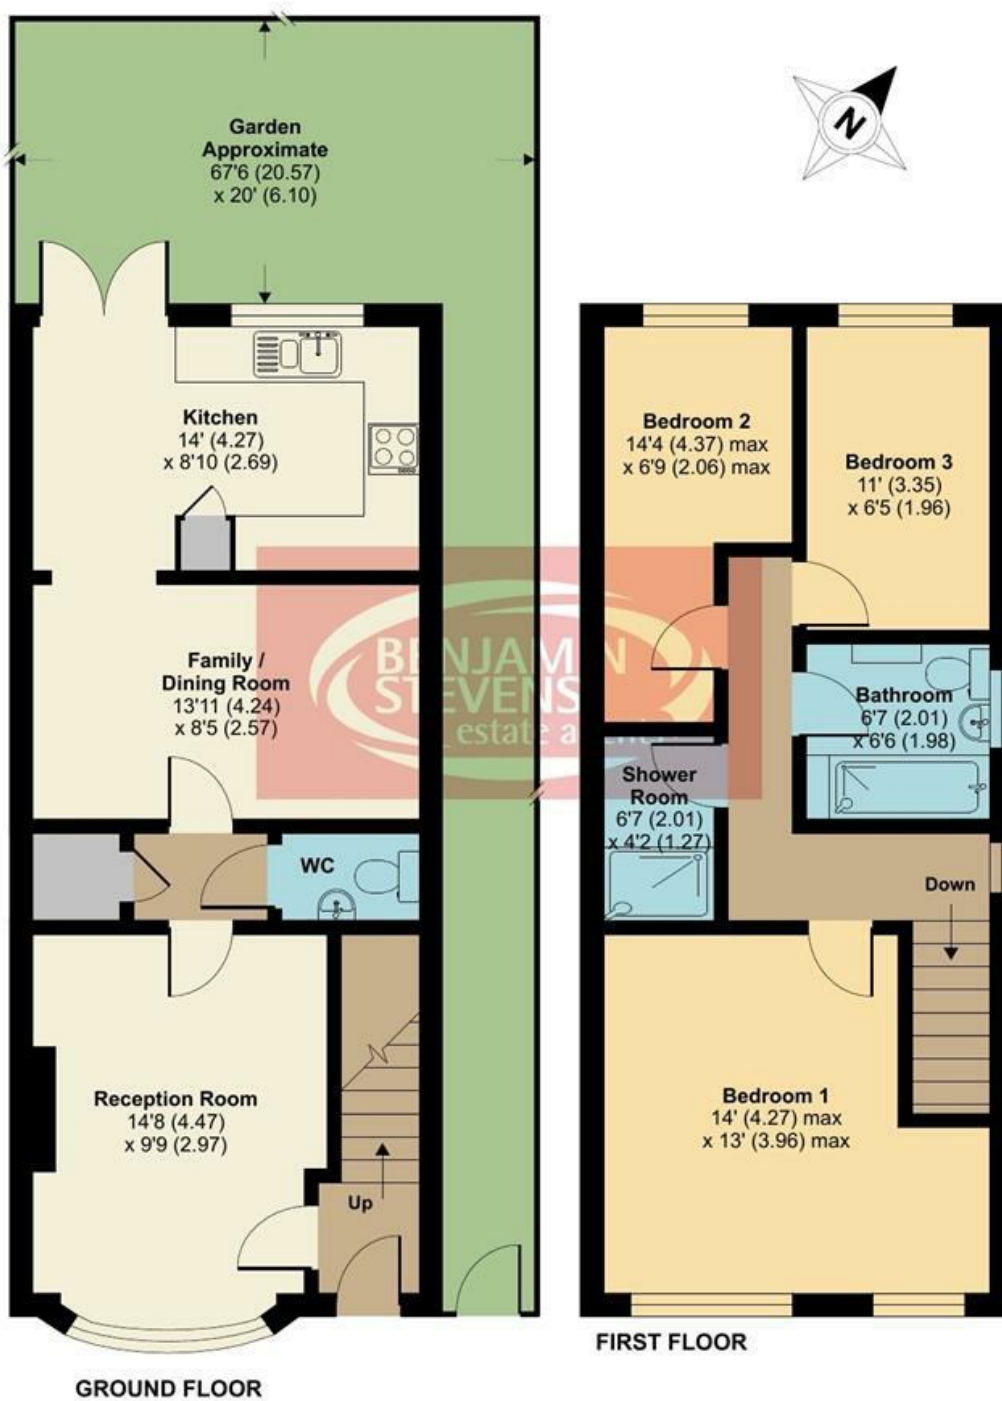 Garden
Approximate
67'6 (20.57)
x 20' (6.10)
N
Kitchen
14' (4.27)
x 8'10 (2.69)
Family /
Dining Room
13'11 (4.24)
x 8'5 (2.57)
WC
Reception Room
14'8 (4.47)
x 9'9 (2.97)
Up
GROUND FLOOR
Bedroom 2
14'4 (4.37) max
x 6'9 (2.06) max
Bedroom 3
11' (3.35)
x 6'5 (1.96)
Bathroom
6'7 (2.01)
x 6'6 (1.98)
Shower
Room
6'7 (2.01)
x 4'2 (1.27)
Down
Bedroom 1
14' (4.27) max
x 13' (3.96) max
FIRST FLOOR
BENJAMIN
STEVENS
estate agents